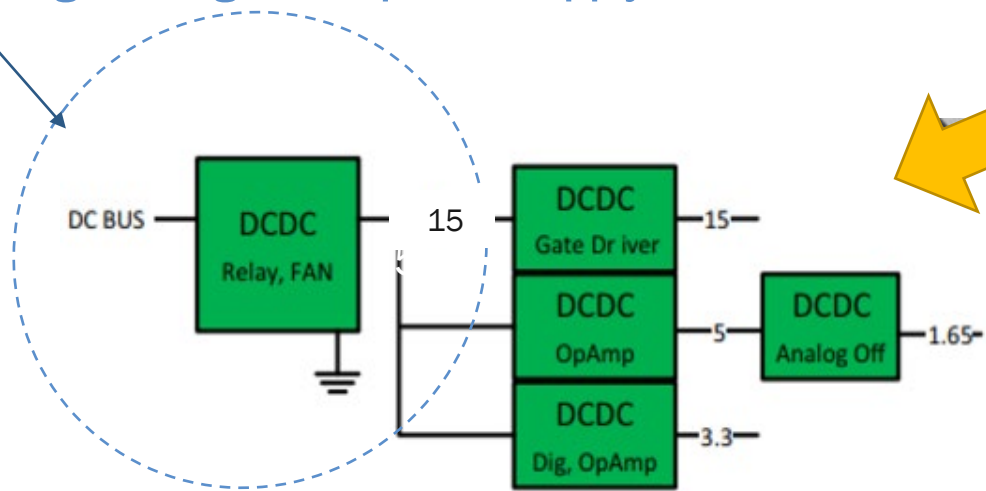 DC BUS
DCDC
Relay, FAN
15
DCDC
Gate Dr iver
15
DCDC
OpAmp
5
DCDC
Analog Off
1.65
DCDC
Dig, OpAmp
3.3